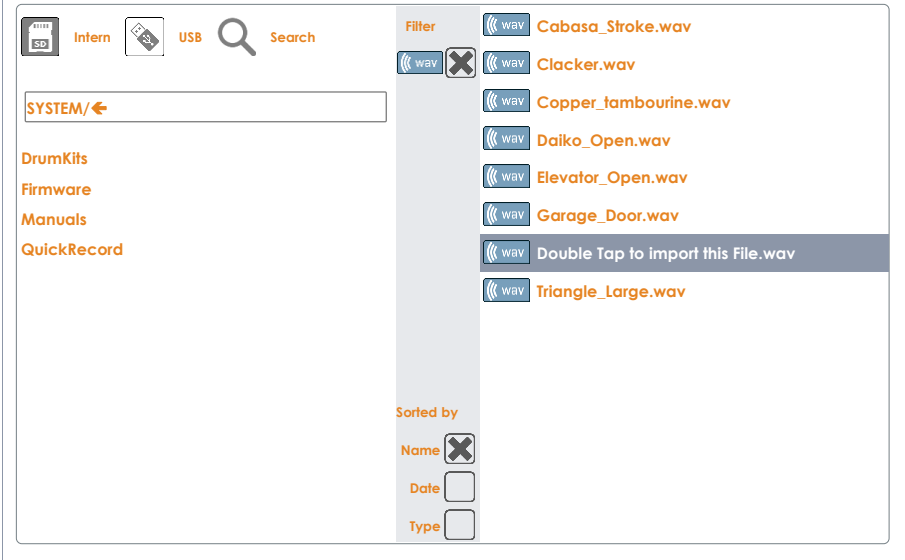 SD Intern USB Search
SYSTEM/←
DrumKits
Firmware
Manuals
QuickRecord
Filter
wav
Sorted by
Name
Date
Type
wav Cabasa_Stroke.wav
wav Clacker.wav
wav Copper_tambourine.wav
wav Daiko_Open.wav
wav Elevator_Open.wav
wav Garage_Door.wav
wav Double Tap to import this File.wav
wav Triangle_Large.wav